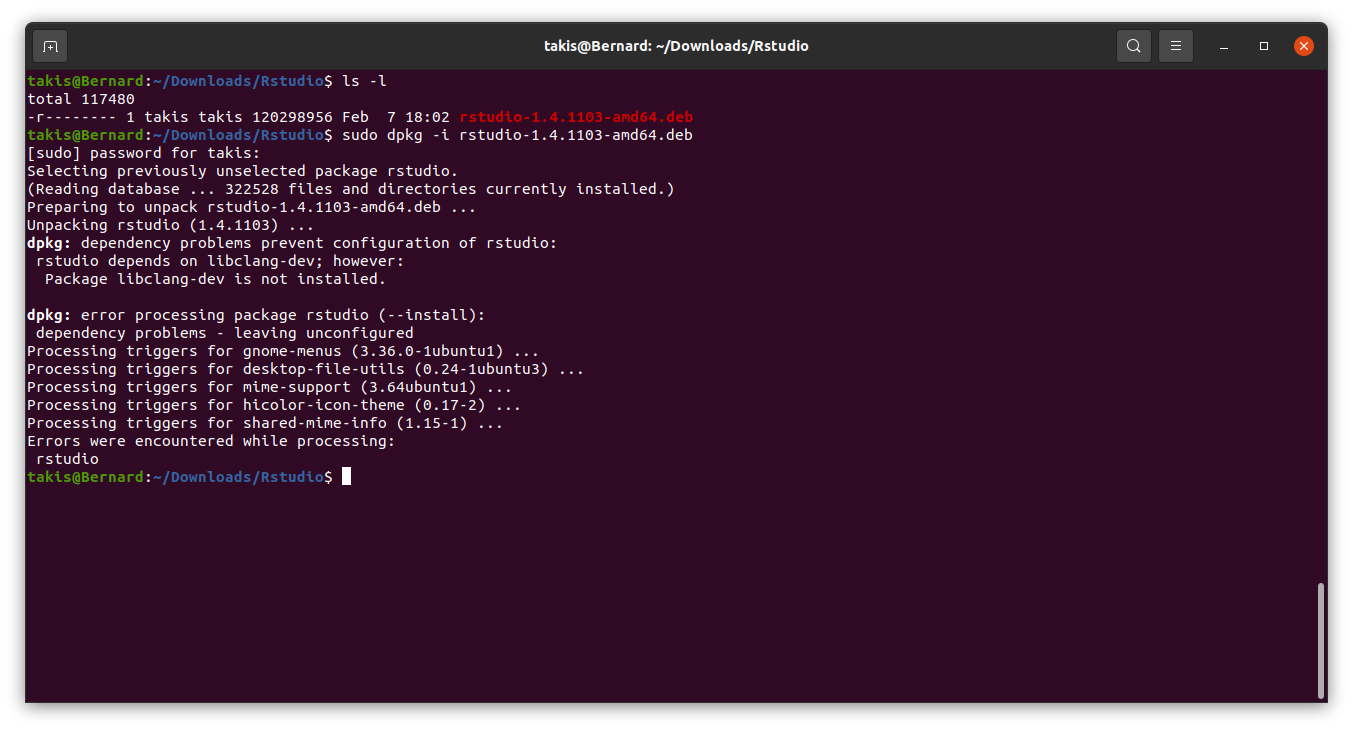 takis@Bernard: ~/Downloads/Rstudio
takis@Bernard:~/Downloads/Rstudio$ ls -l
total 117480
-r-------- 1 takis takis 120298956 Feb  7 18:02 rstudio-1.4.1103-amd64.deb
takis@Bernard:~/Downloads/Rstudio$ sudo dpkg -i rstudio-1.4.1103-amd64.deb
[sudo] password for takis:
Selecting previously unselected package rstudio.
(Reading database ... 322528 files and directories currently installed.)
Preparing to unpack rstudio-1.4.1103-amd64.deb ...
Unpacking rstudio (1.4.1103) ...
dpkg: dependency problems prevent configuration of rstudio:
 rstudio depends on libclang-dev; however:
  Package libclang-dev is not installed.

dpkg: error processing package rstudio (--install):
 dependency problems - leaving unconfigured
Processing triggers for gnome-menus (3.36.0-1ubuntu1) ...
Processing triggers for desktop-file-utils (0.24-1ubuntu3) ...
Processing triggers for mime-support (3.64ubuntu1) ...
Processing triggers for hicolor-icon-theme (0.17-2) ...
Processing triggers for shared-mime-info (1.15-1) ...
Errors were encountered while processing:
 rstudio
takis@Bernard:~/Downloads/Rstudio$